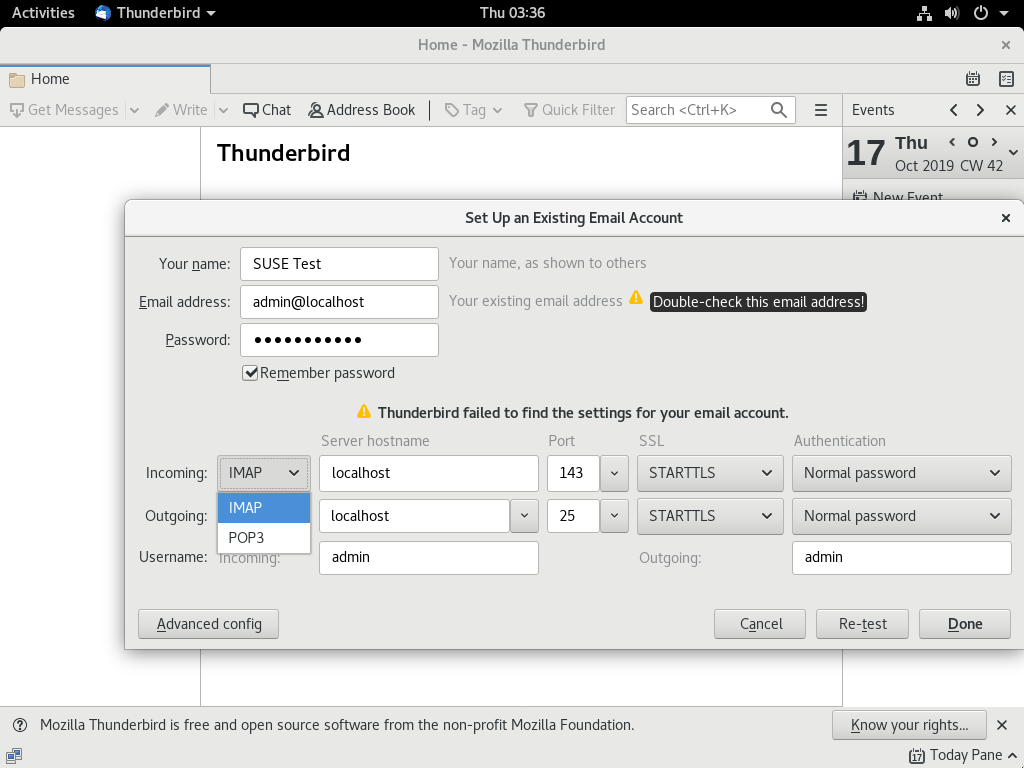 Activities Thunderbird Thu 03:36
Home - Mozilla Thunderbird
Home
Get Messages Write Chat Address Book Tag Quick Filter Search <Ctrl+K> Events
Thunderbird
17 Thu
Oct 2019 CW 42
New Event
Set Up an Existing Email Account
Your name: SUSE Test Your name, as shown to others
Email address: admin@localhost Your existing email address Double-check this email address!
Password: ●●●●●●●●●●●
Remember password
Thunderbird failed to find the settings for your email account.
Server hostname Port SSL Authentication
Incoming: IMAP localhost 143 STARTTLS Normal password
IMAP
Outgoing: localhost 25 STARTTLS Normal password
POP3
Username: Incoming: admin Outgoing: admin
Advanced config Cancel Re-test Done
Mozilla Thunderbird is free and open source software from the non-profit Mozilla Foundation. Know your rights...
17 Today Pane